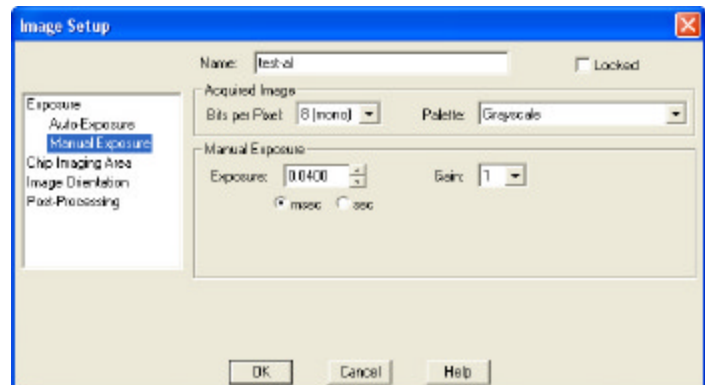 Image Setup
Name: test-al
Locked
Exposure
Auto-Exposure
Manual Exposure
Chip Imaging Area
Image Orientation
Post-Processing
Acquired Image
Bits per Pixel: 8 (mono)
Palette: Grayscale
Manual Exposure
Exposure: 0.0400
Gain: 1
msec sec
OK Cancel Help